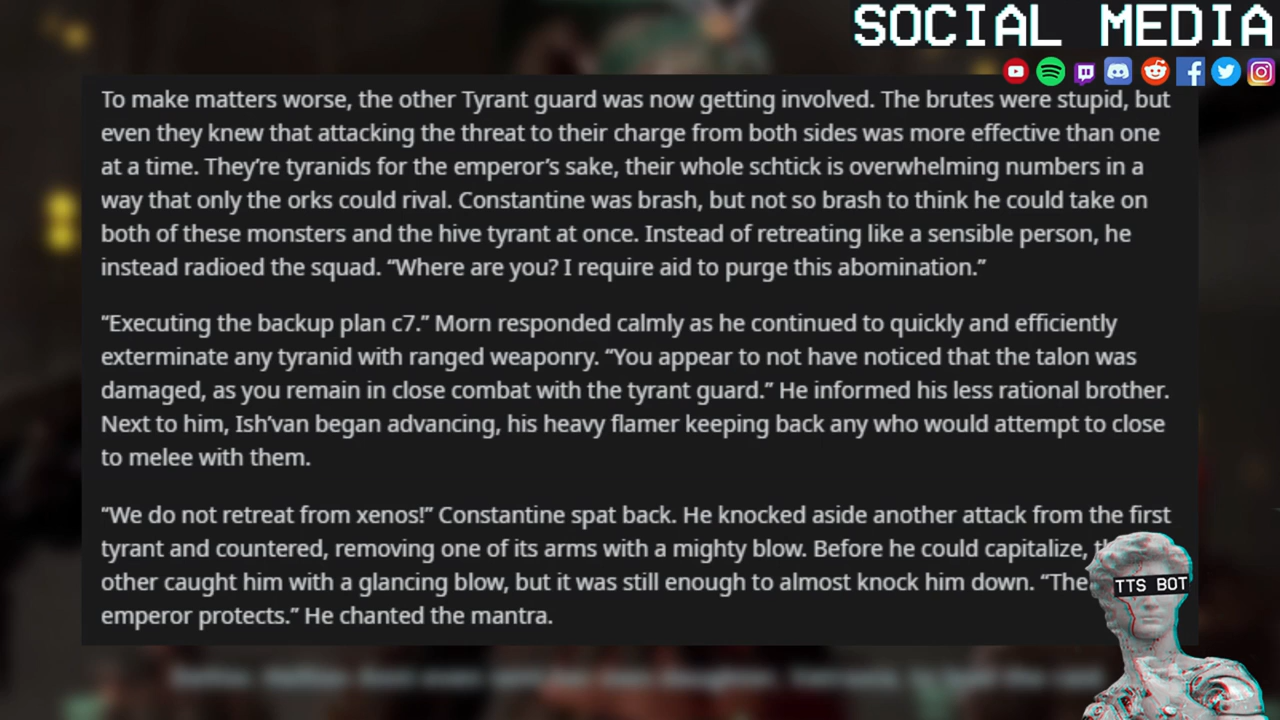 SOCIAL MEDIA
To make matters worse, the other Tyrant guard was now getting involved. The brutes were stupid, but
even they knew that attacking the threat to their charge from both sides was more effective than one
at a time. They’re tyranids for the emperor’s sake, their whole schtick is overwhelming numbers in a
way that only the orks could rival. Constantine was brash, but not so brash to think he could take on
both of these monsters and the hive tyrant at once. Instead of retreating like a sensible person, he
instead radioed the squad. “Where are you? I require aid to purge this abomination.”
“Executing the backup plan c7.” Morn responded calmly as he continued to quickly and efficiently
exterminate any tyranid with ranged weaponry. “You appear to not have noticed that the talon was
damaged, as you remain in close combat with the tyrant guard.” He informed his less rational brother.
Next to him, Ish’van began advancing, his heavy flamer keeping back any who would attempt to close
to melee with them.
“We do not retreat from xenos!” Constantine spat back. He knocked aside another attack from the first
tyrant and countered, removing one of its arms with a mighty blow. Before he could capitalize,
other caught him with a glancing blow, but it was still enough to almost knock him down. “The
emperor protects.” He chanted the mantra.
TTS BOT